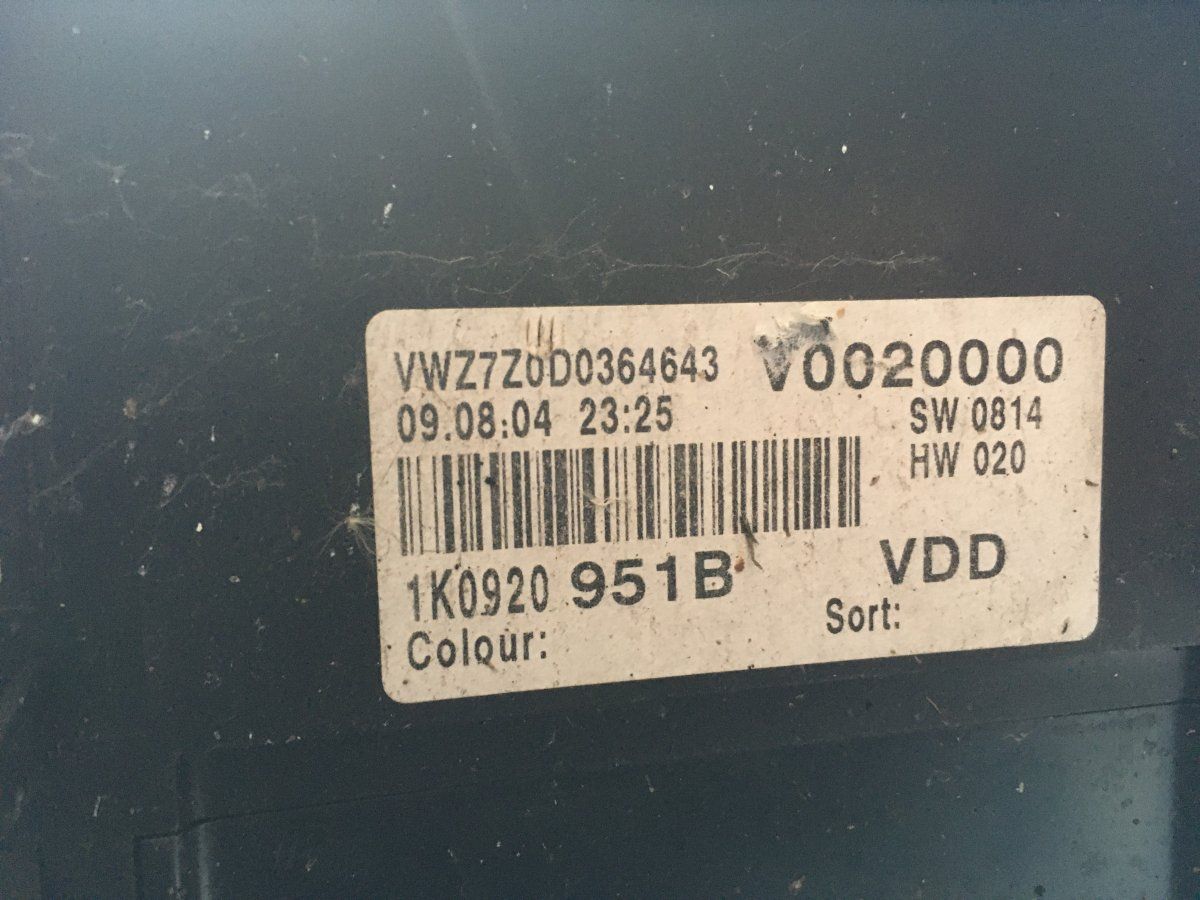 VWZ7Z0D0364643 V0020000
09.08.04 23:25 SW 0814
HW 020
1K0920 951B VDD
Colour: Sort: